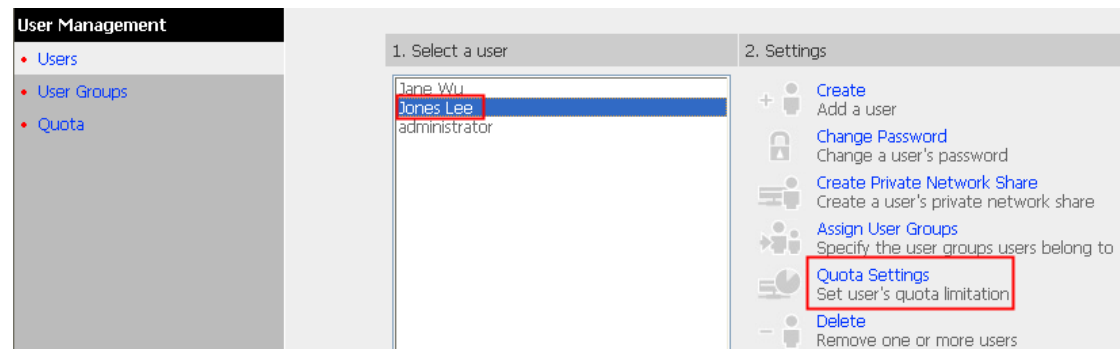 User Management
Users
User Groups
Quota
1. Select a user
Jane Wu
Jones Lee
administrator
2. Settings
Create
Add a user
Change Password
Change a user's password
Create Private Network Share
Create a user's private network share
Assign User Groups
Specify the user groups users belong to
Quota Settings
Set user's quota limitation
Delete
Remove one or more users